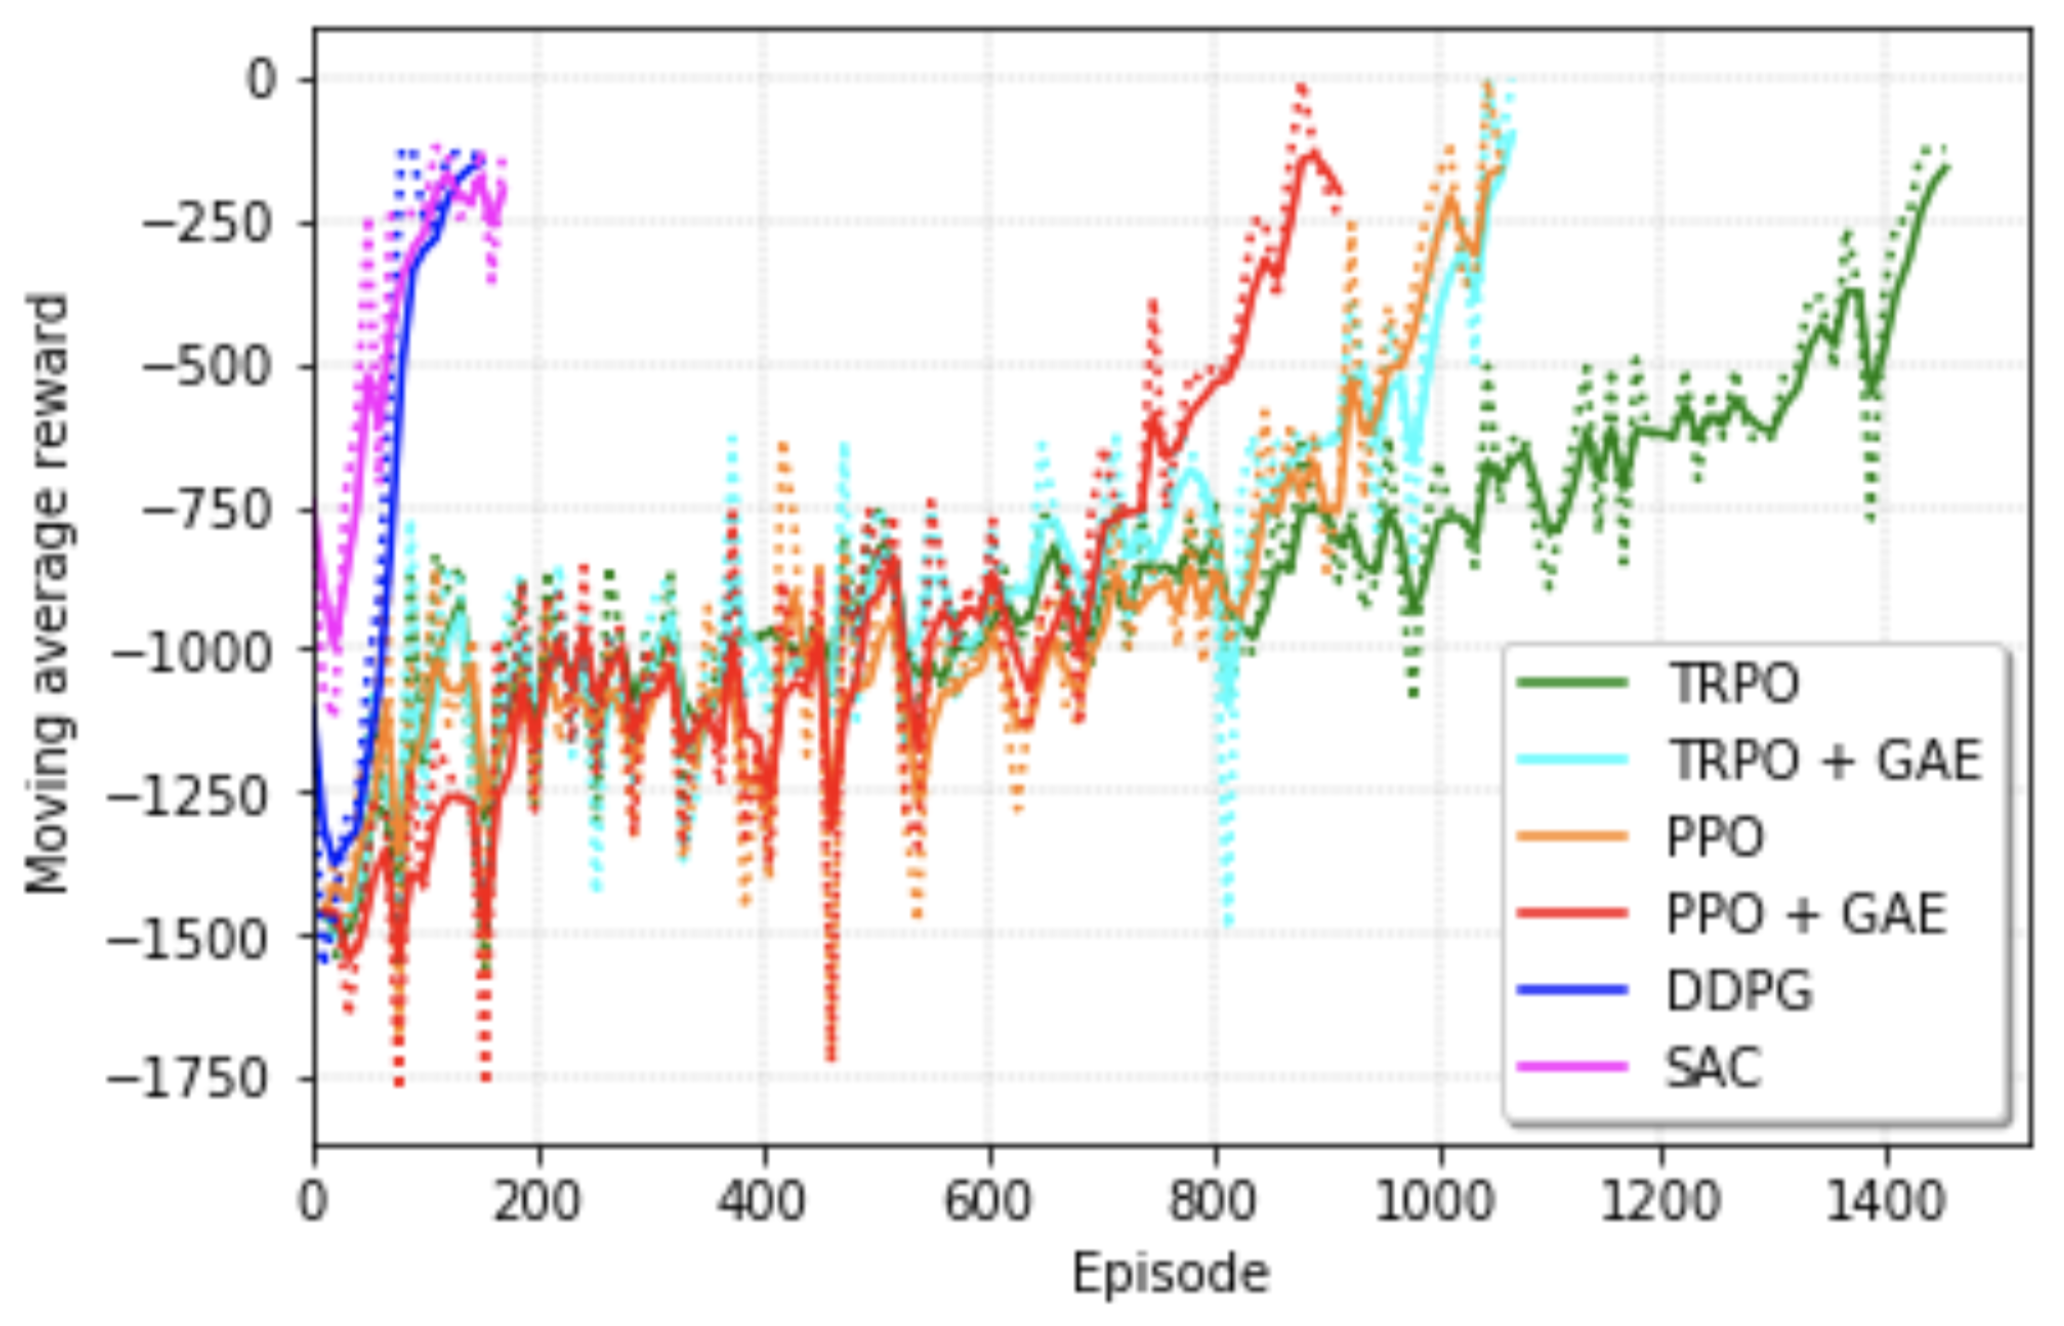 0
−250
−500
−750
−1000
−1250
−1500
−1750
Moving average reward
TRPO
TRPO + GAE
PPO
PPO + GAE
DDPG
SAC
0 200 400 600 800 1000 1200 1400
Episode